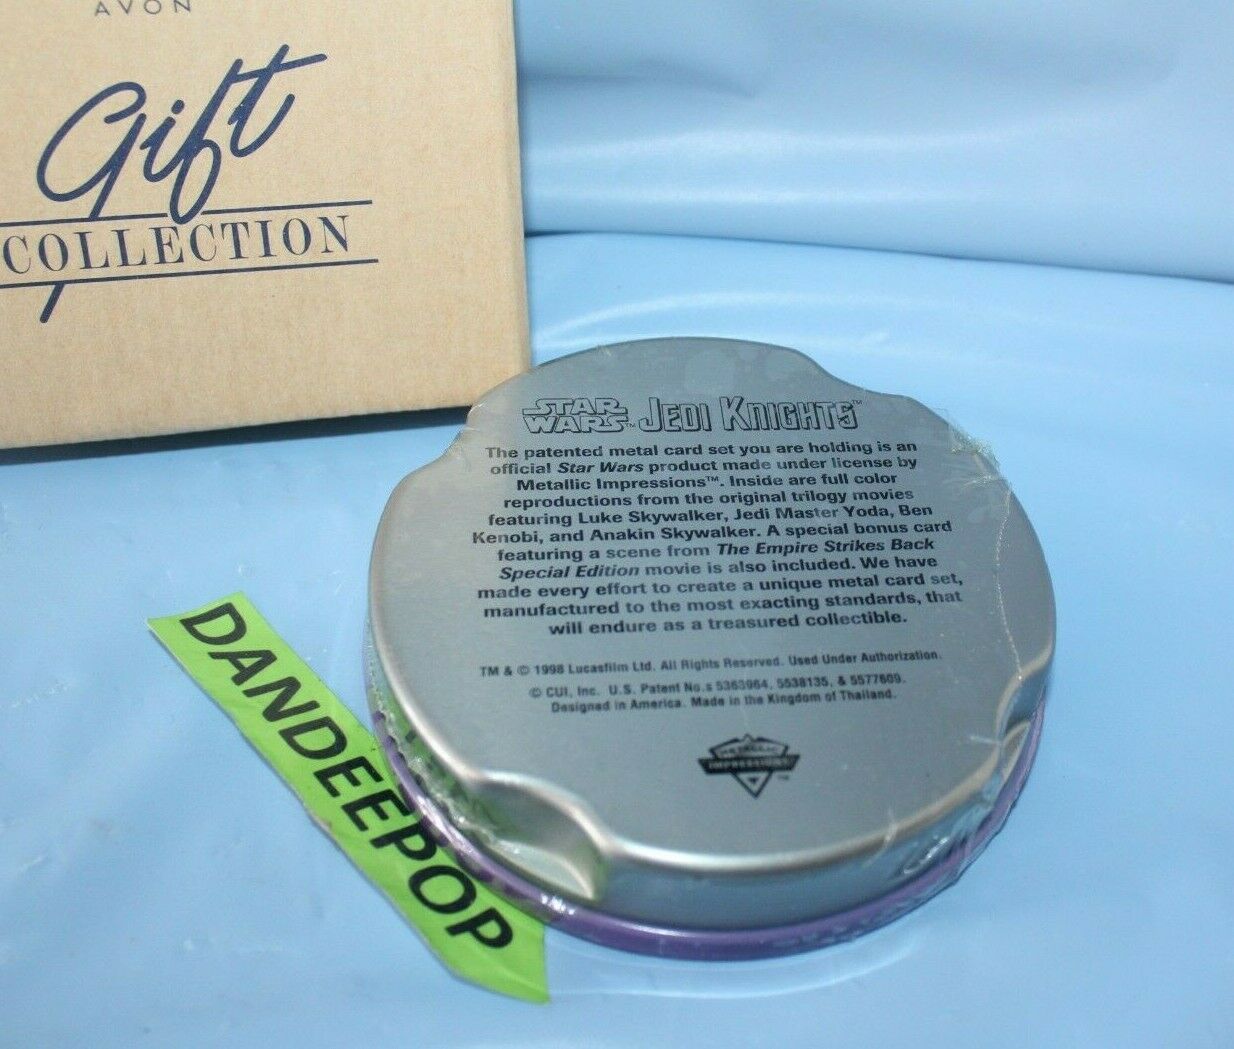 AVON
Gift
COLLECTION
STAR WARS™ JEDI KNIGHTS™
The patented metal card set you are holding is an
official Star Wars product made under license by
Metallic Impressions™. Inside are full color
reproductions from the original trilogy movies
featuring Luke Skywalker, Jedi Master Yoda, Ben
Kenobi, and Anakin Skywalker. A special bonus card
featuring a scene from The Empire Strikes Back
Special Edition movie is also included. We have
made every effort to create a unique metal card set,
manufactured to the most exacting standards, that
will endure as a treasured collectible.
TM & © 1998 Lucasfilm Ltd. All Rights Reserved. Used Under Authorization.
© CUI, Inc. U.S. Patent No.s 5363964, 5538135, & 5577609.
Designed in America. Made in the Kingdom of Thailand.
METALLIC
IMPRESSIONS™
DANDEEPOP